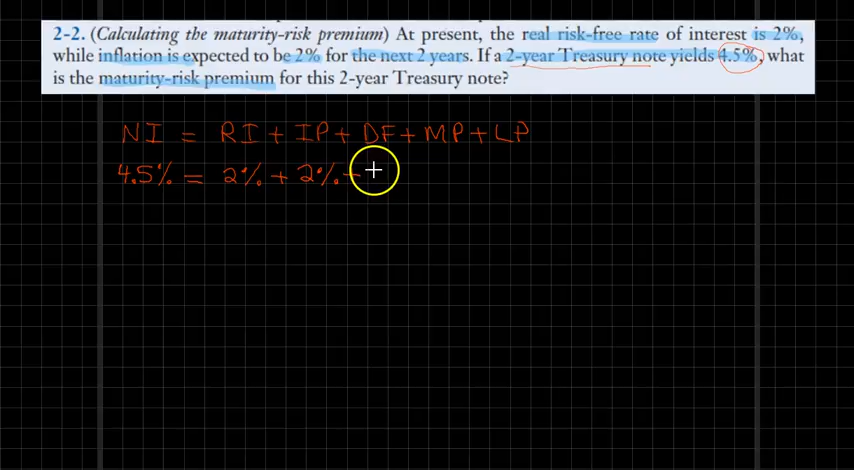 2-2. (Calculating the maturity-risk premium) At present, the real risk-free rate of interest is 2%,
while inflation is expected to be 2% for the next 2 years. If a 2-year Treasury note yields 4.5%, what
is the maturity-risk premium for this 2-year Treasury note?
NI = RI + IP + DF + MP + LP
4.5% = 2% + 2% +